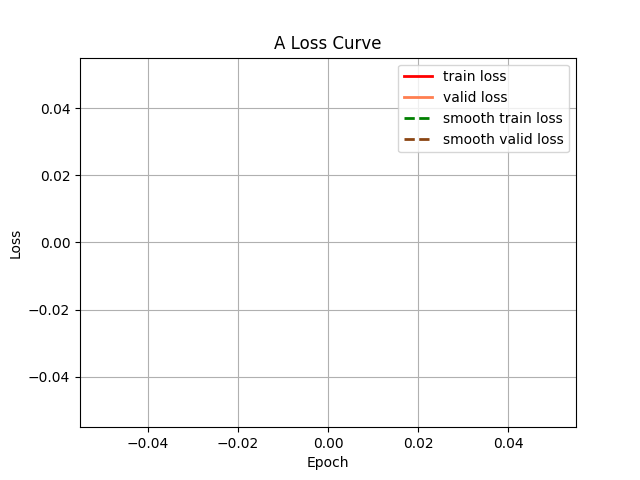 A Loss Curve
train loss
valid loss
smooth train loss
smooth valid loss
0.04
0.02
0.00
−0.02
−0.04
Loss
−0.04 −0.02 0.00 0.02 0.04
Epoch